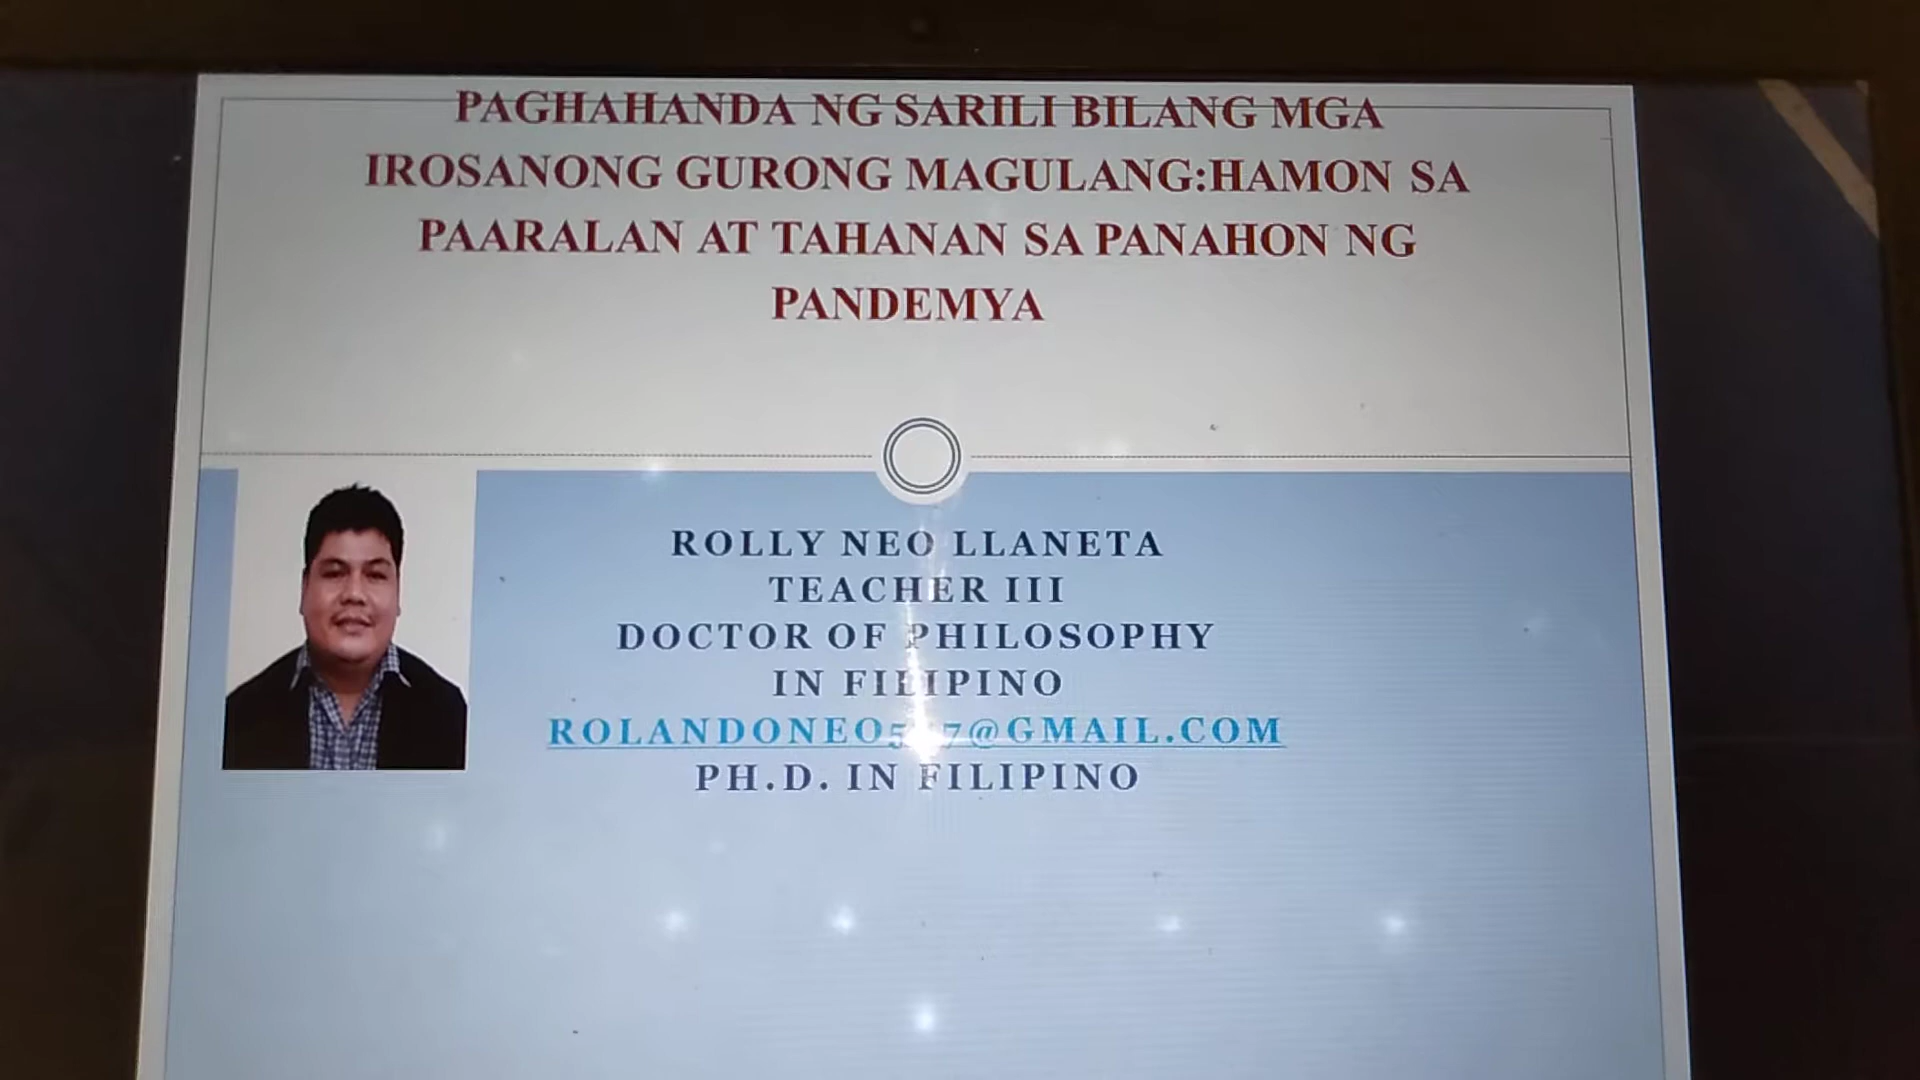 PAGHAHANDA NG SARILI BILANG MGA
IROSANONG GURONG MAGULANG:HAMON SA
PAARALAN AT TAHANAN SA PANAHON NG
PANDEMYA
ROLLY NEO LLANETA
TEACHER III
DOCTOR OF PHILOSOPHY
IN FILIPINO
PH.D. IN FILIPINO